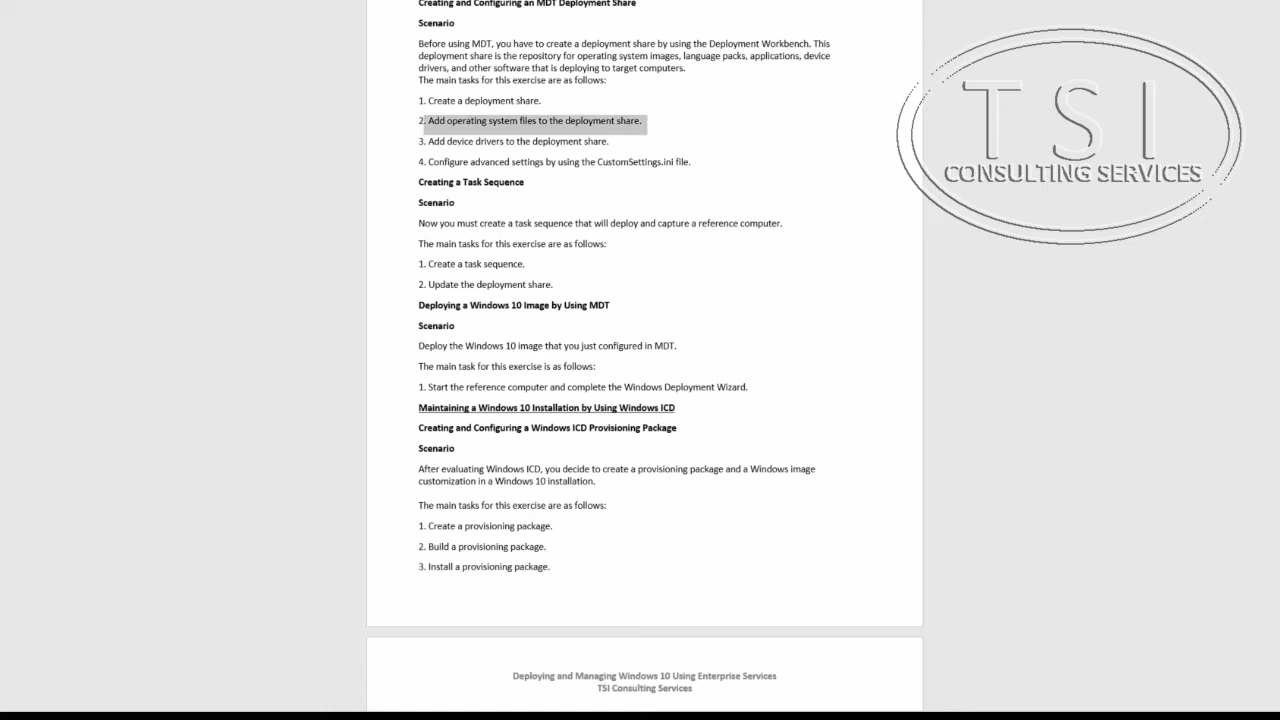 Creating and Configuring an MDT Deployment Share
Scenario
Before using MDT, you have to create a deployment share by using the Deployment Workbench. This
deployment share is the repository for operating system images, language packs, applications, device
drivers, and other software that is deploying to target computers.
The main tasks for this exercise are as follows:
1. Create a deployment share.
2. Add operating system files to the deployment share.
3. Add device drivers to the deployment share.
4. Configure advanced settings by using the CustomSettings.ini file.
Creating a Task Sequence
Scenario
Now you must create a task sequence that will deploy and capture a reference computer.
The main tasks for this exercise are as follows:
1. Create a task sequence.
2. Update the deployment share.
Deploying a Windows 10 Image by Using MDT
Scenario
Deploy the Windows 10 image that you just configured in MDT.
The main task for this exercise is as follows:
1. Start the reference computer and complete the Windows Deployment Wizard.
Maintaining a Windows 10 Installation by Using Windows ICD
Creating and Configuring a Windows ICD Provisioning Package
Scenario
After evaluating Windows ICD, you decide to create a provisioning package and a Windows image
customization in a Windows 10 installation.
The main tasks for this exercise are as follows:
1. Create a provisioning package.
2. Build a provisioning package.
3. Install a provisioning package.
Deploying and Managing Windows 10 Using Enterprise Services
TSI Consulting Services
TSI
CONSULTING SERVICES